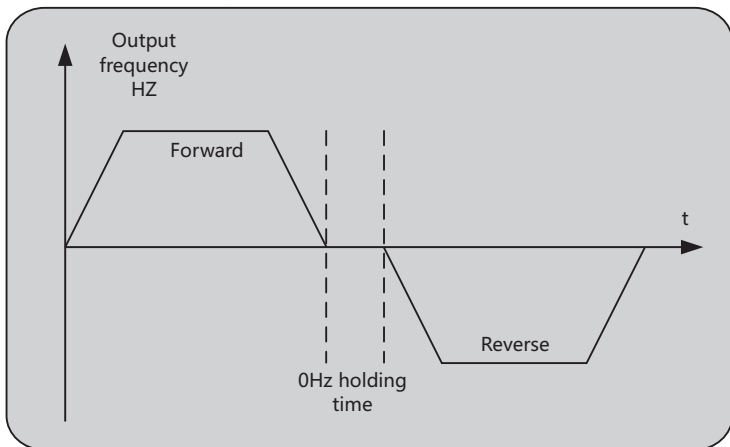 Output
frequency
HZ
Forward
t
Reverse
0Hz holding
time